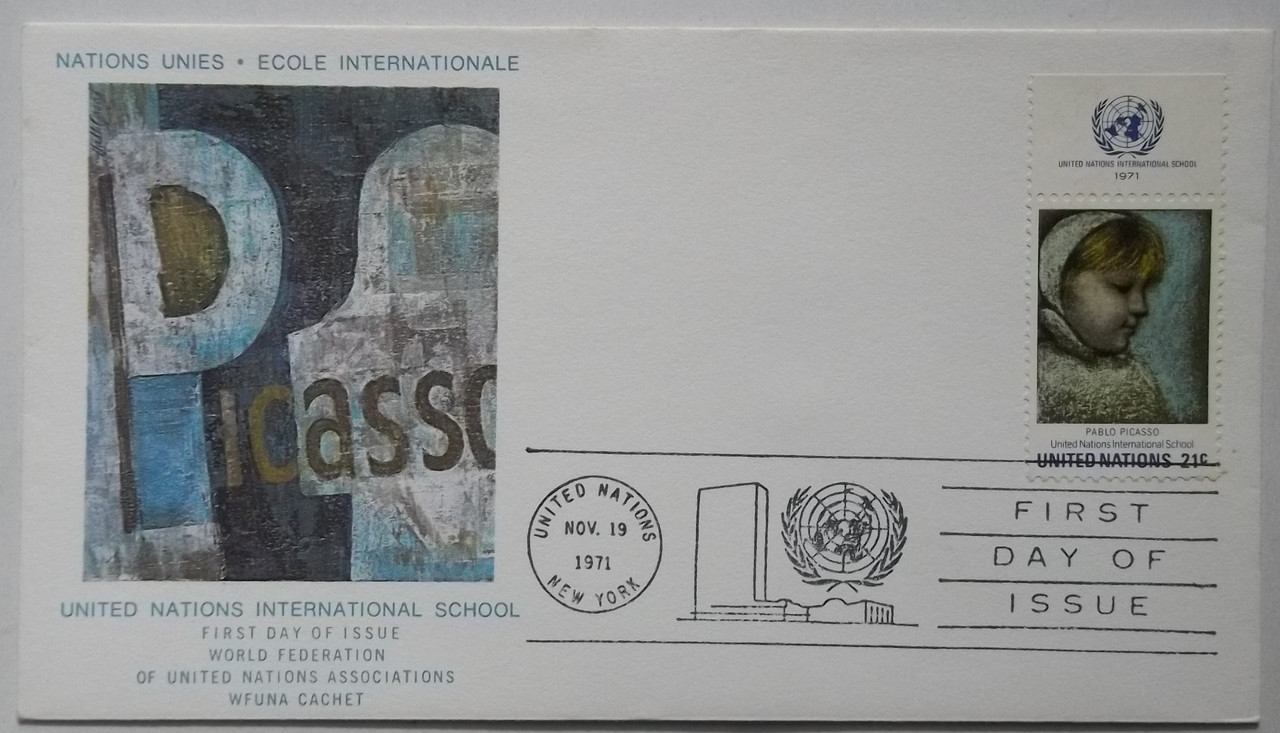 NATIONS UNIES • ECOLE INTERNATIONALE
Picasso
UNITED NATIONS INTERNATIONAL SCHOOL
FIRST DAY OF ISSUE
WORLD FEDERATION
OF UNITED NATIONS ASSOCIATIONS
WFUNA CACHET
UNITED NATIONS INTERNATIONAL SCHOOL
1971
PABLO PICASSO
United Nations International School
UNITED NATIONS 21c
UNITED NATIONS
NOV. 19
1971
NEW YORK
FIRST
DAY OF
ISSUE